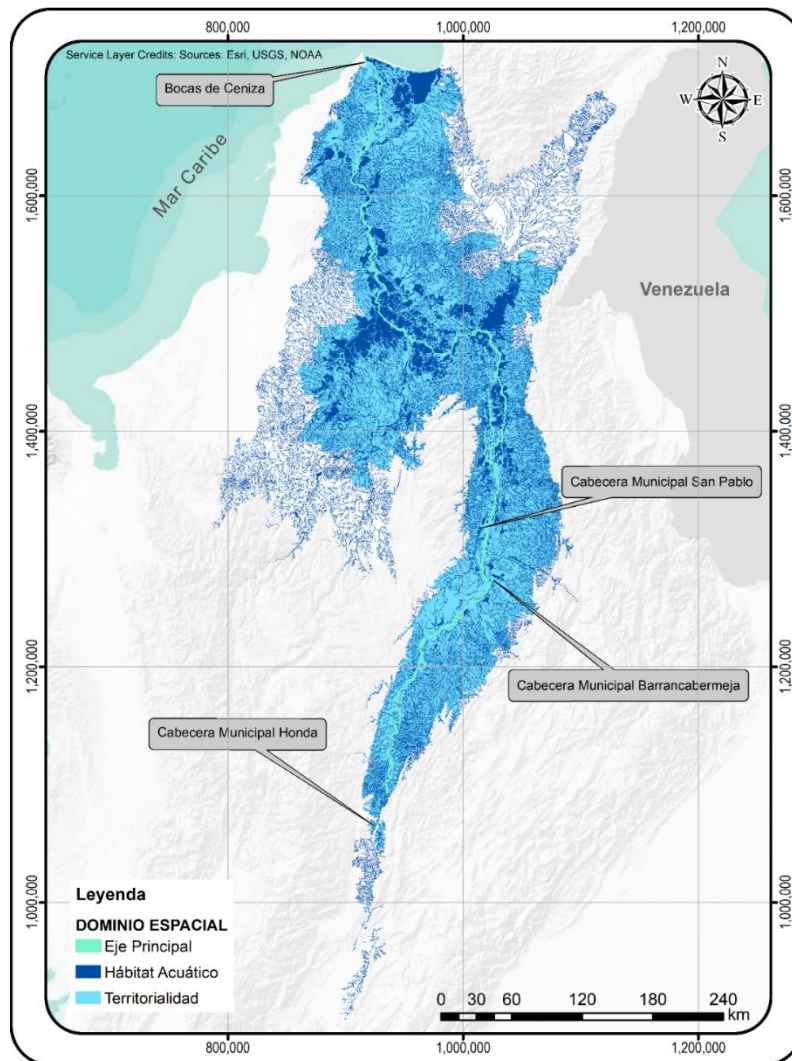 800,000 1,000,000 1,200,000
Service Layer Credits: Sources: Esri, USGS, NOAA
Bocas de Ceniza
N
W E
S
Mar Caribe
1,600,000 1,600,000
Venezuela
1,400,000 1,400,000
Cabecera Municipal San Pablo
1,200,000 1,200,000
Cabecera Municipal Barrancabermeja
Cabecera Municipal Honda
1,000,000 1,000,000
Leyenda
DOMINIO ESPACIAL
Eje Principal
Hábitat Acuático
Territorialidad
0 30 60 120 180 240
km
800,000 1,000,000 1,200,000